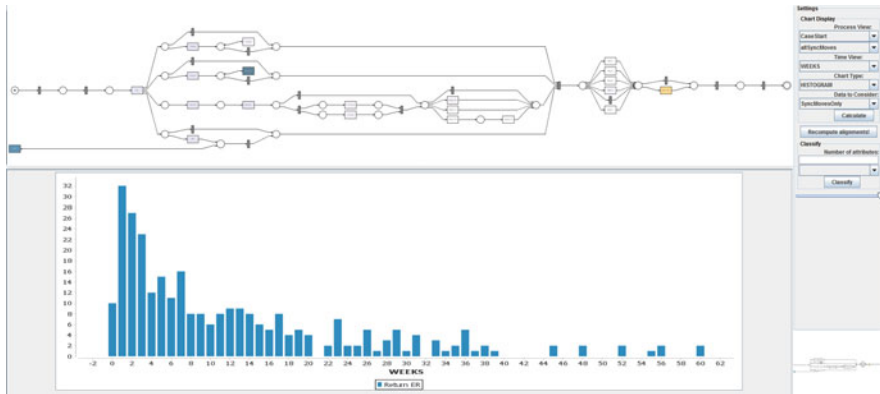 Settings
Chart Display
Process View:
CaseStart
allSyncMoves
Time View:
WEEKS
Chart Type:
HISTOGRAM
Data to Consider:
SyncMovesOnly
Calculate
Recompute alignments!
Classify
Number of attributes:
Classify
32
30
28
26
24
22
20
18
16
14
12
10
8
6
4
2
0
-2 0 2 4 6 8 10 12 14 16 18 20 22 24 26 28 30 32 34 36 38 40 42 44 46 48 50 52 54 56 58 60 62
WEEKS
Return ER